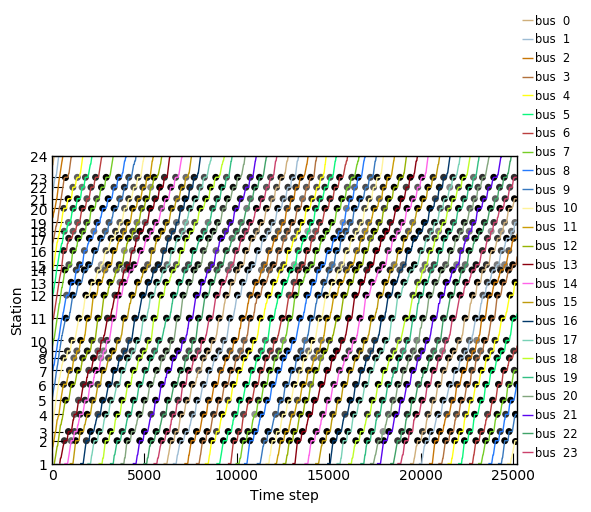 bus 0
bus 1
bus 2
bus 3
bus 4
bus 5
bus 6
bus 7
bus 8
bus 9
bus 10
bus 11
bus 12
bus 13
bus 14
bus 15
bus 16
bus 17
bus 18
bus 19
bus 20
bus 21
bus 22
bus 23
Station
24
23
22
21
20
19
18
17
16
15
14
13
12
11
10
9
8
7
6
5
4
3
2
1
0 5000 10000 15000 20000 25000
Time step